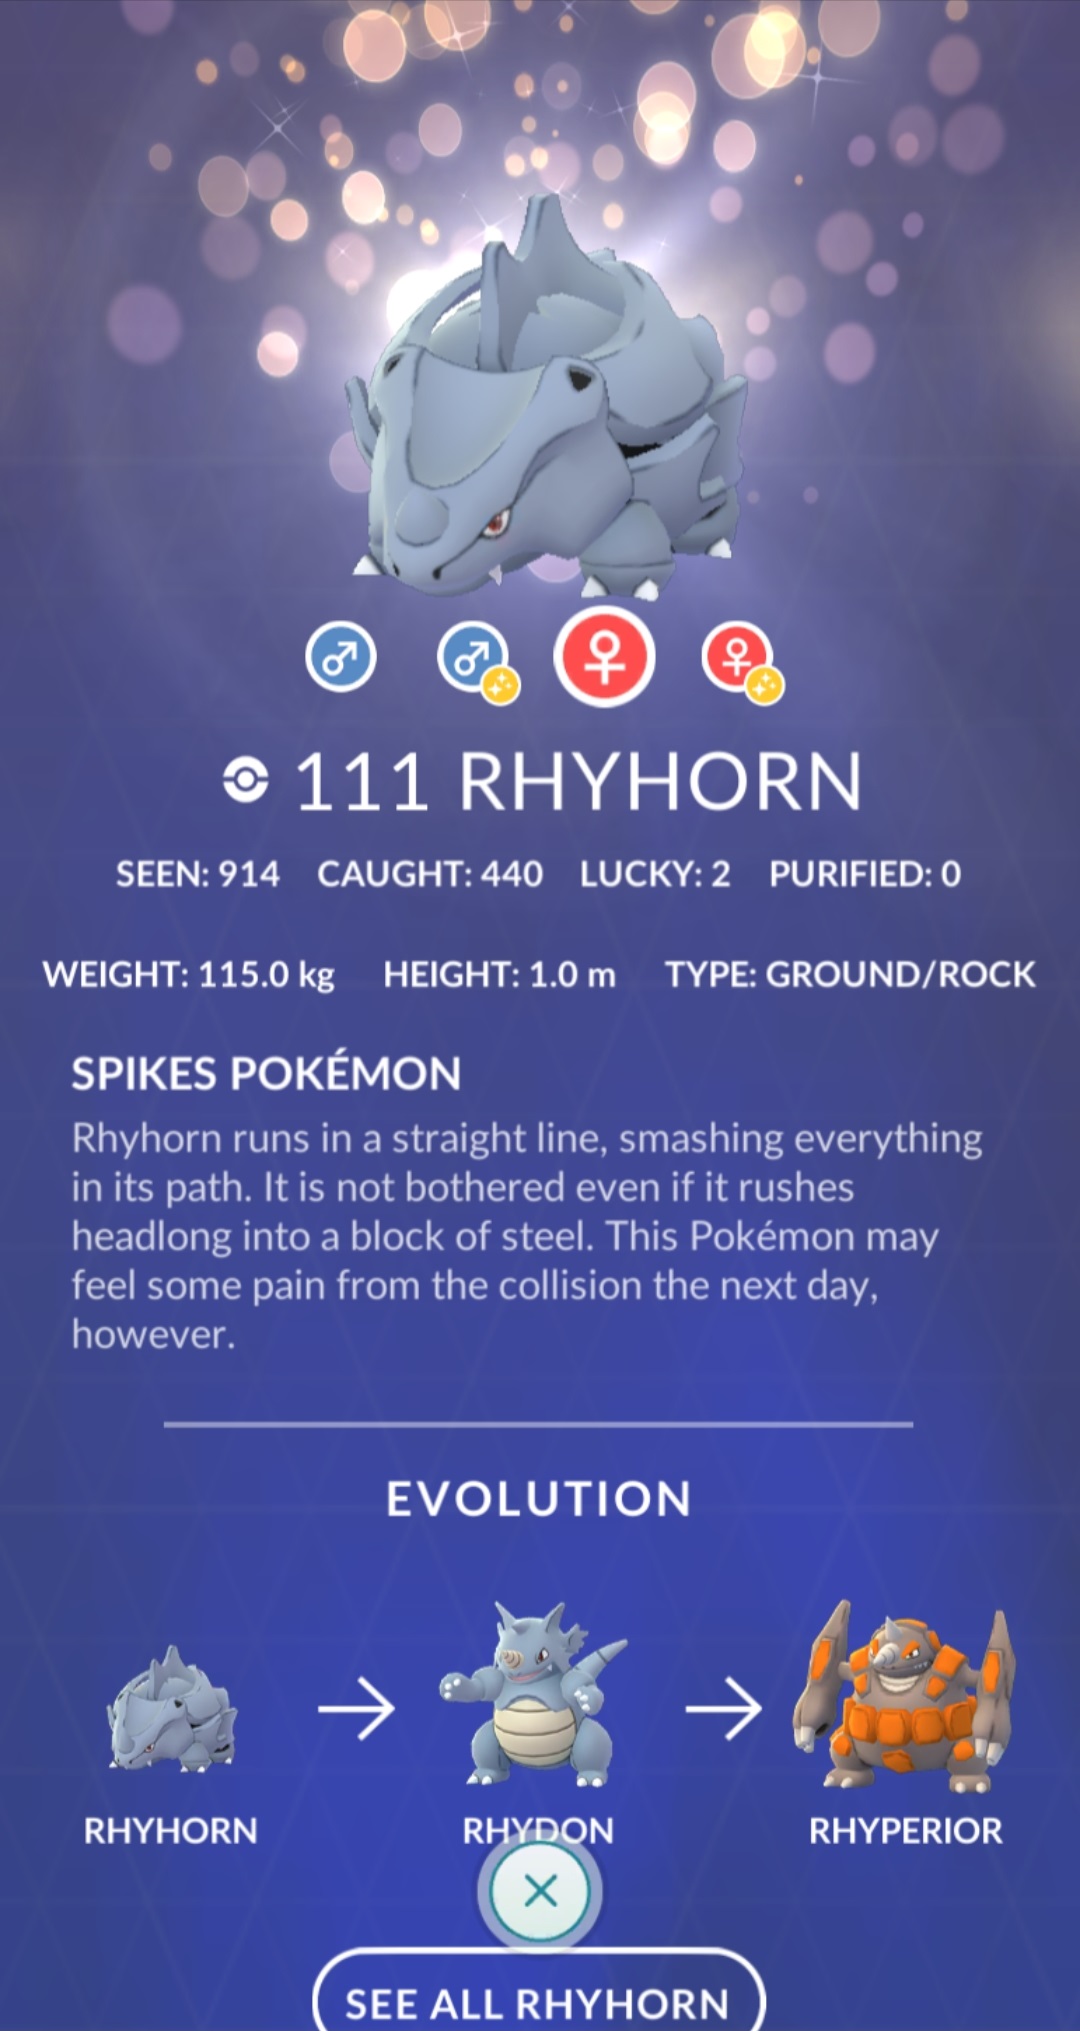 111 RHYHORN
SEEN: 914 CAUGHT: 440 LUCKY: 2 PURIFIED: 0
WEIGHT: 115.0 kg HEIGHT: 1.0 m TYPE: GROUND/ROCK
SPIKES POKÉMON
Rhyhorn runs in a straight line, smashing everything
in its path. It is not bothered even if it rushes
headlong into a block of steel. This Pokémon may
feel some pain from the collision the next day,
however.
EVOLUTION
RHYHORN RHYDON RHYPERIOR
SEE ALL RHYHORN